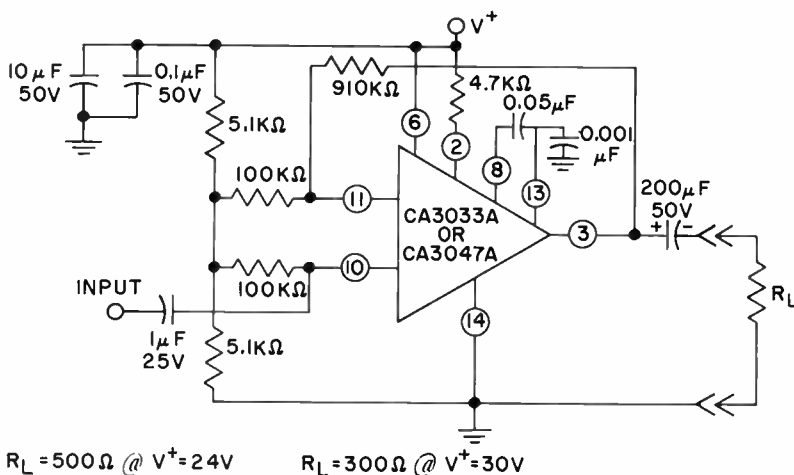 V+
10µF
50V
0.1µF
50V
910KΩ
4.7KΩ
0.05µF
0.001
µF
5.1KΩ
6
2
8
13
100KΩ
11
CA3033A
OR
CA3047A
3
200µF
50V
+ -
100KΩ
10
INPUT
1µF
25V
5.1KΩ
14
RL
RL=500Ω @ V+=24V
RL=300Ω @ V+=30V